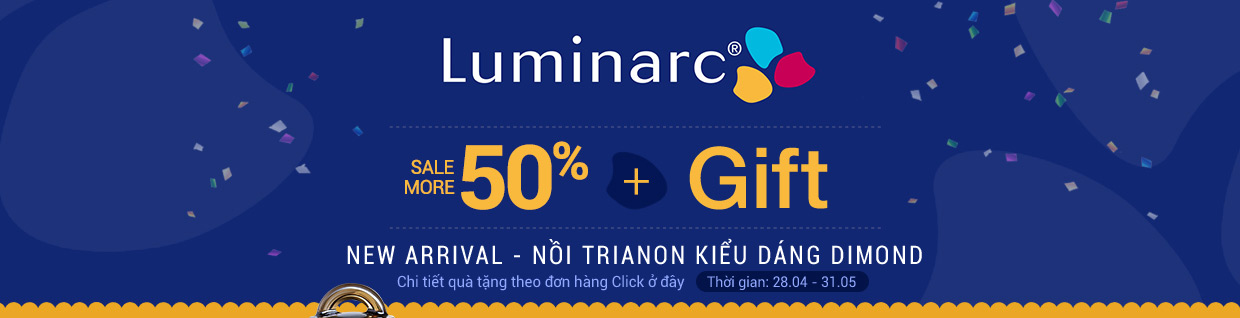 Luminarc®
SALE MORE 50% + Gift
NEW ARRIVAL - NỒI TRIANON KIỂU DÁNG DIMOND
Chi tiết quà tặng theo đơn hàng Click ở đây Thời gian: 28.04 - 31.05